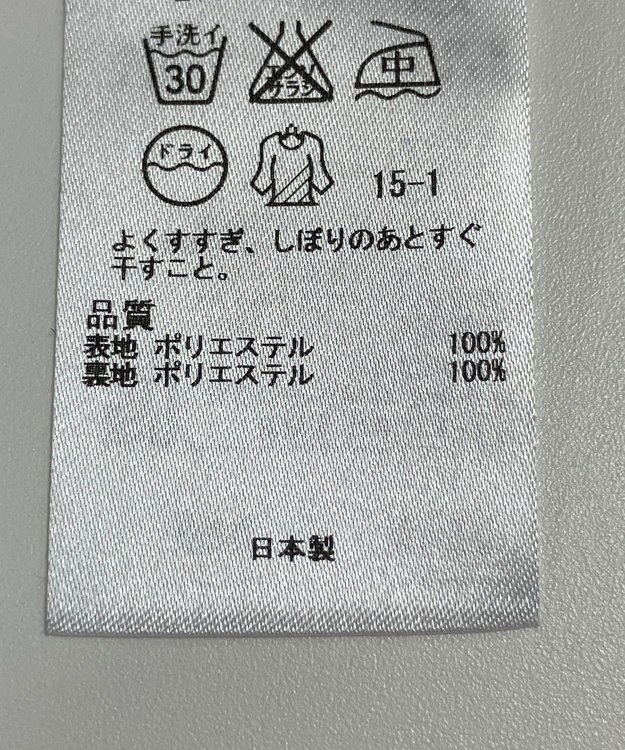 手洗イ
30
エンソ
サラシ
中
ドライ
15-1
よくすすぎ、しぼりのあとすぐ
干すこと。
品質
表地 ポリエステル 100%
裏地 ポリエステル 100%
日本製